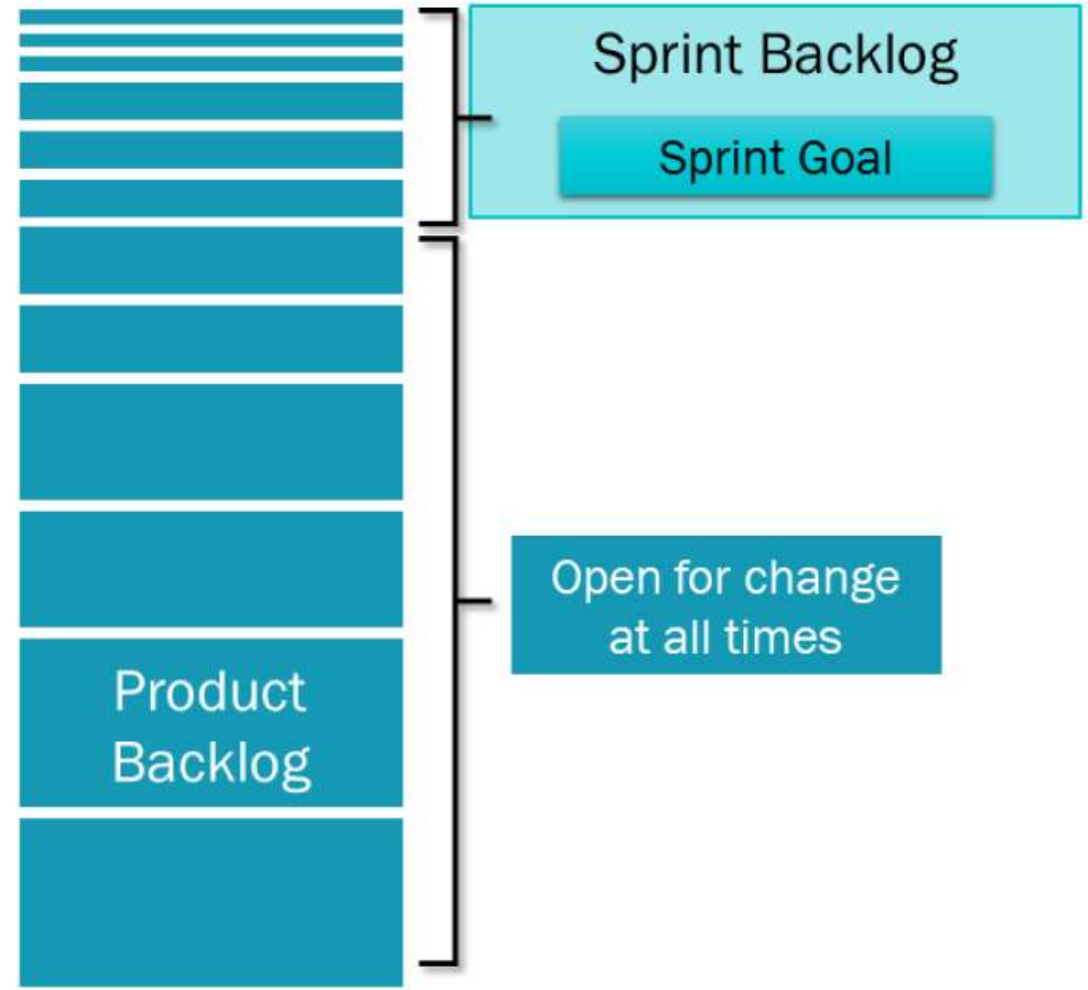 Sprint Backlog
Sprint Goal
Open for change
at all times
Product
Backlog